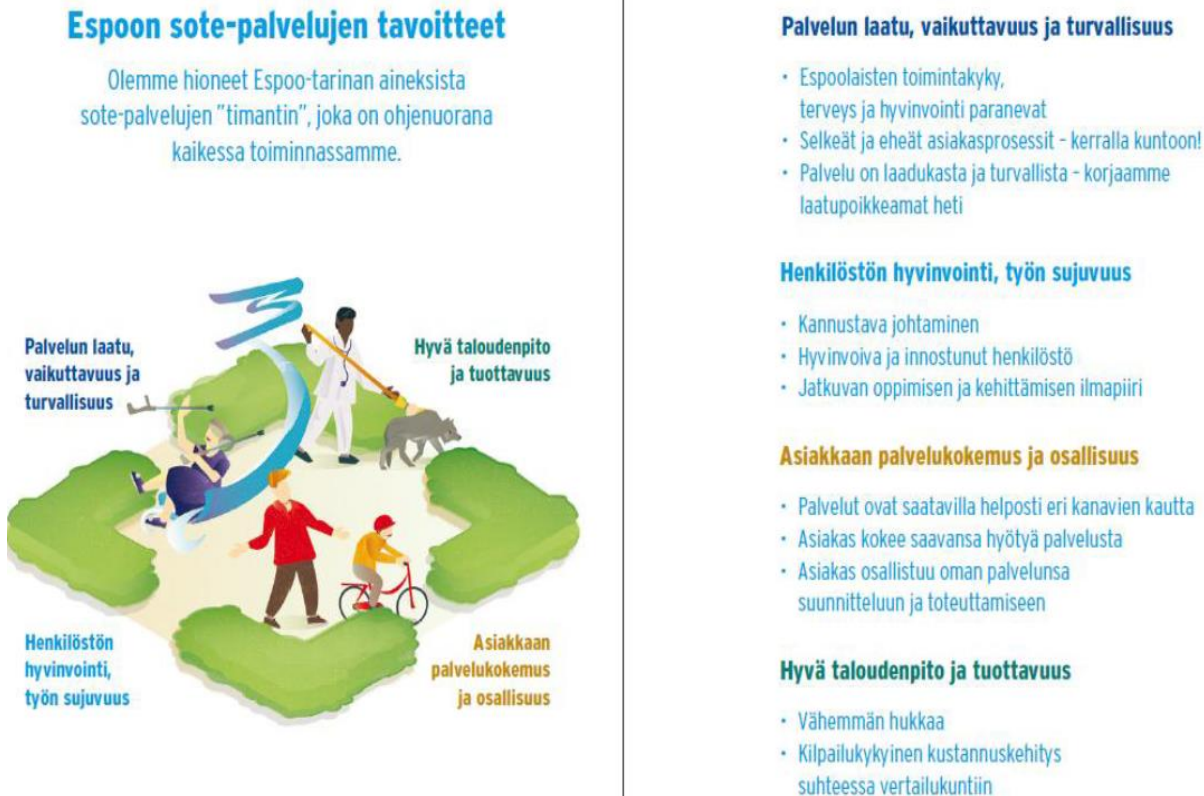 Espoon sote-palvelujen tavoitteet
Olemme hioneet Espoo-tarinan aineksista
sote-palvelujen ”timantin”, joka on ohjenuorana
kaikessa toiminnassamme.
Palvelun laatu,
vaikuttavuus ja
turvallisuus
Hyvä taloudenpito
ja tuottavuus
Henkilöstön
hyvinvointi,
työn sujuvuus
Asiakkaan
palvelukokemus
ja osallisuus
Palvelun laatu, vaikuttavuus ja turvallisuus
• Espoolaisten toimintakyky,
terveys ja hyvinvointi paranevat
• Selkeät ja eheät asiakasprosessit - kerralla kuntoon!
• Palvelu on laadukasta ja turvallista - korjaamme
laatupoikkeamat heti
Henkilöstön hyvinvointi, työn sujuvuus
• Kannustava johtaminen
• Hyvinvoiva ja innostunut henkilöstö
• Jatkuvan oppimisen ja kehittämisen ilmapiiri
Asiakkaan palvelukokemus ja osallisuus
• Palvelut ovat saatavilla helposti eri kanavien kautta
• Asiakas kokee saavansa hyötyä palvelusta
• Asiakas osallistuu oman palvelunsa
suunnitteluun ja toteuttamiseen
Hyvä taloudenpito ja tuottavuus
• Vähemmän hukkaa
• Kilpailukykyinen kustannuskehitys
suhteessa vertailukuntiin